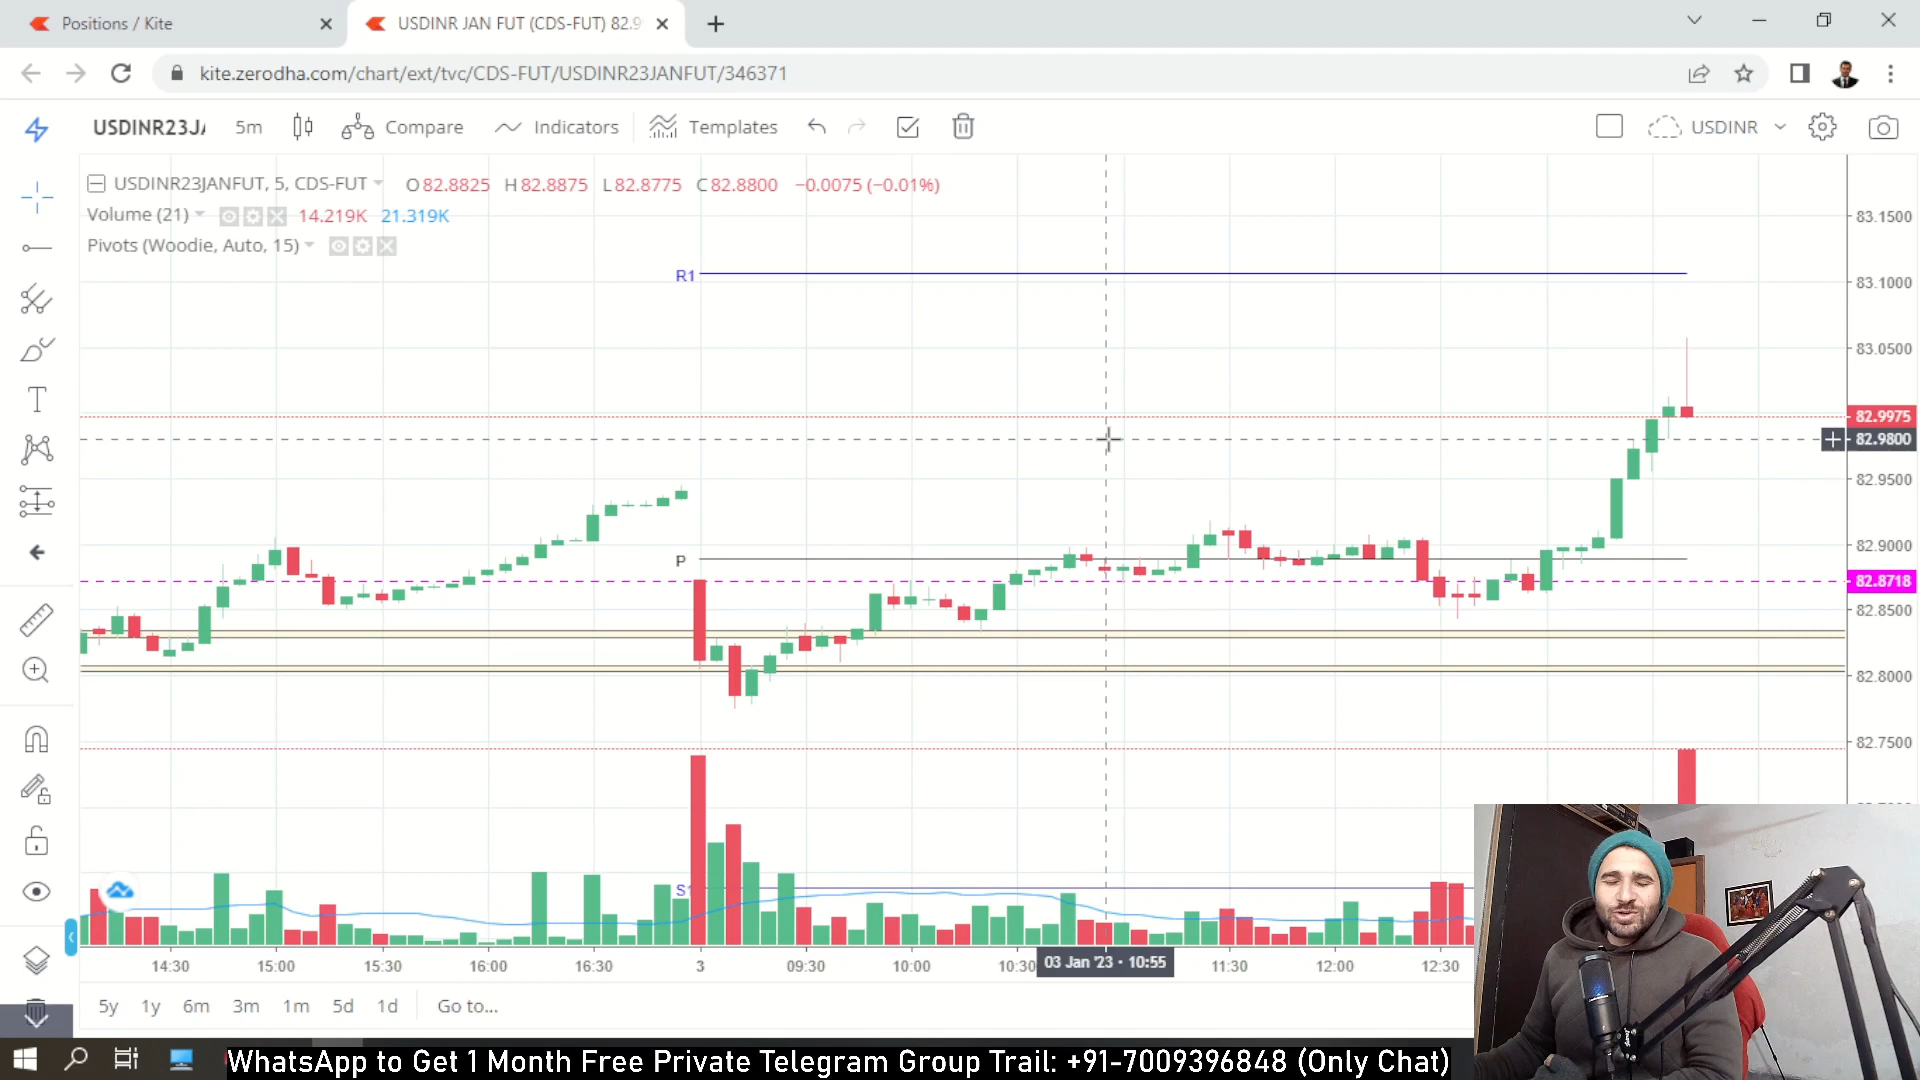 Positions / Kite
USDINR JAN FUT (CDS-FUT) 82.9
kite.zerodha.com/chart/ext/tvc/CDS-FUT/USDINR23JANFUT/346371
USDINR23JA
5m
Compare
Indicators
Templates
USDINR
USDINR23JANFUT, 5, CDS-FUT
O 82.8825 H 82.8875 L 82.8775 C 82.8800 −0.0075 (−0.01%)
Volume (21) 14.219K 21.319K
Pivots (Woodie, Auto, 15)
R1
P
S1
T
83.1500
83.1000
83.0500
82.9975
82.9800
82.9500
82.9000
82.8718
82.8500
82.8000
82.7500
14:30 15:00 15:30 16:00 16:30 3 09:30 10:00 10:30 03 Jan '23 • 10:55 11:30 12:00 12:30
5y 1y 6m 3m 1m 5d 1d Go to...
WhatsApp to Get 1 Month Free Private Telegram Group Trail: +91-7009396848 (Only Chat)